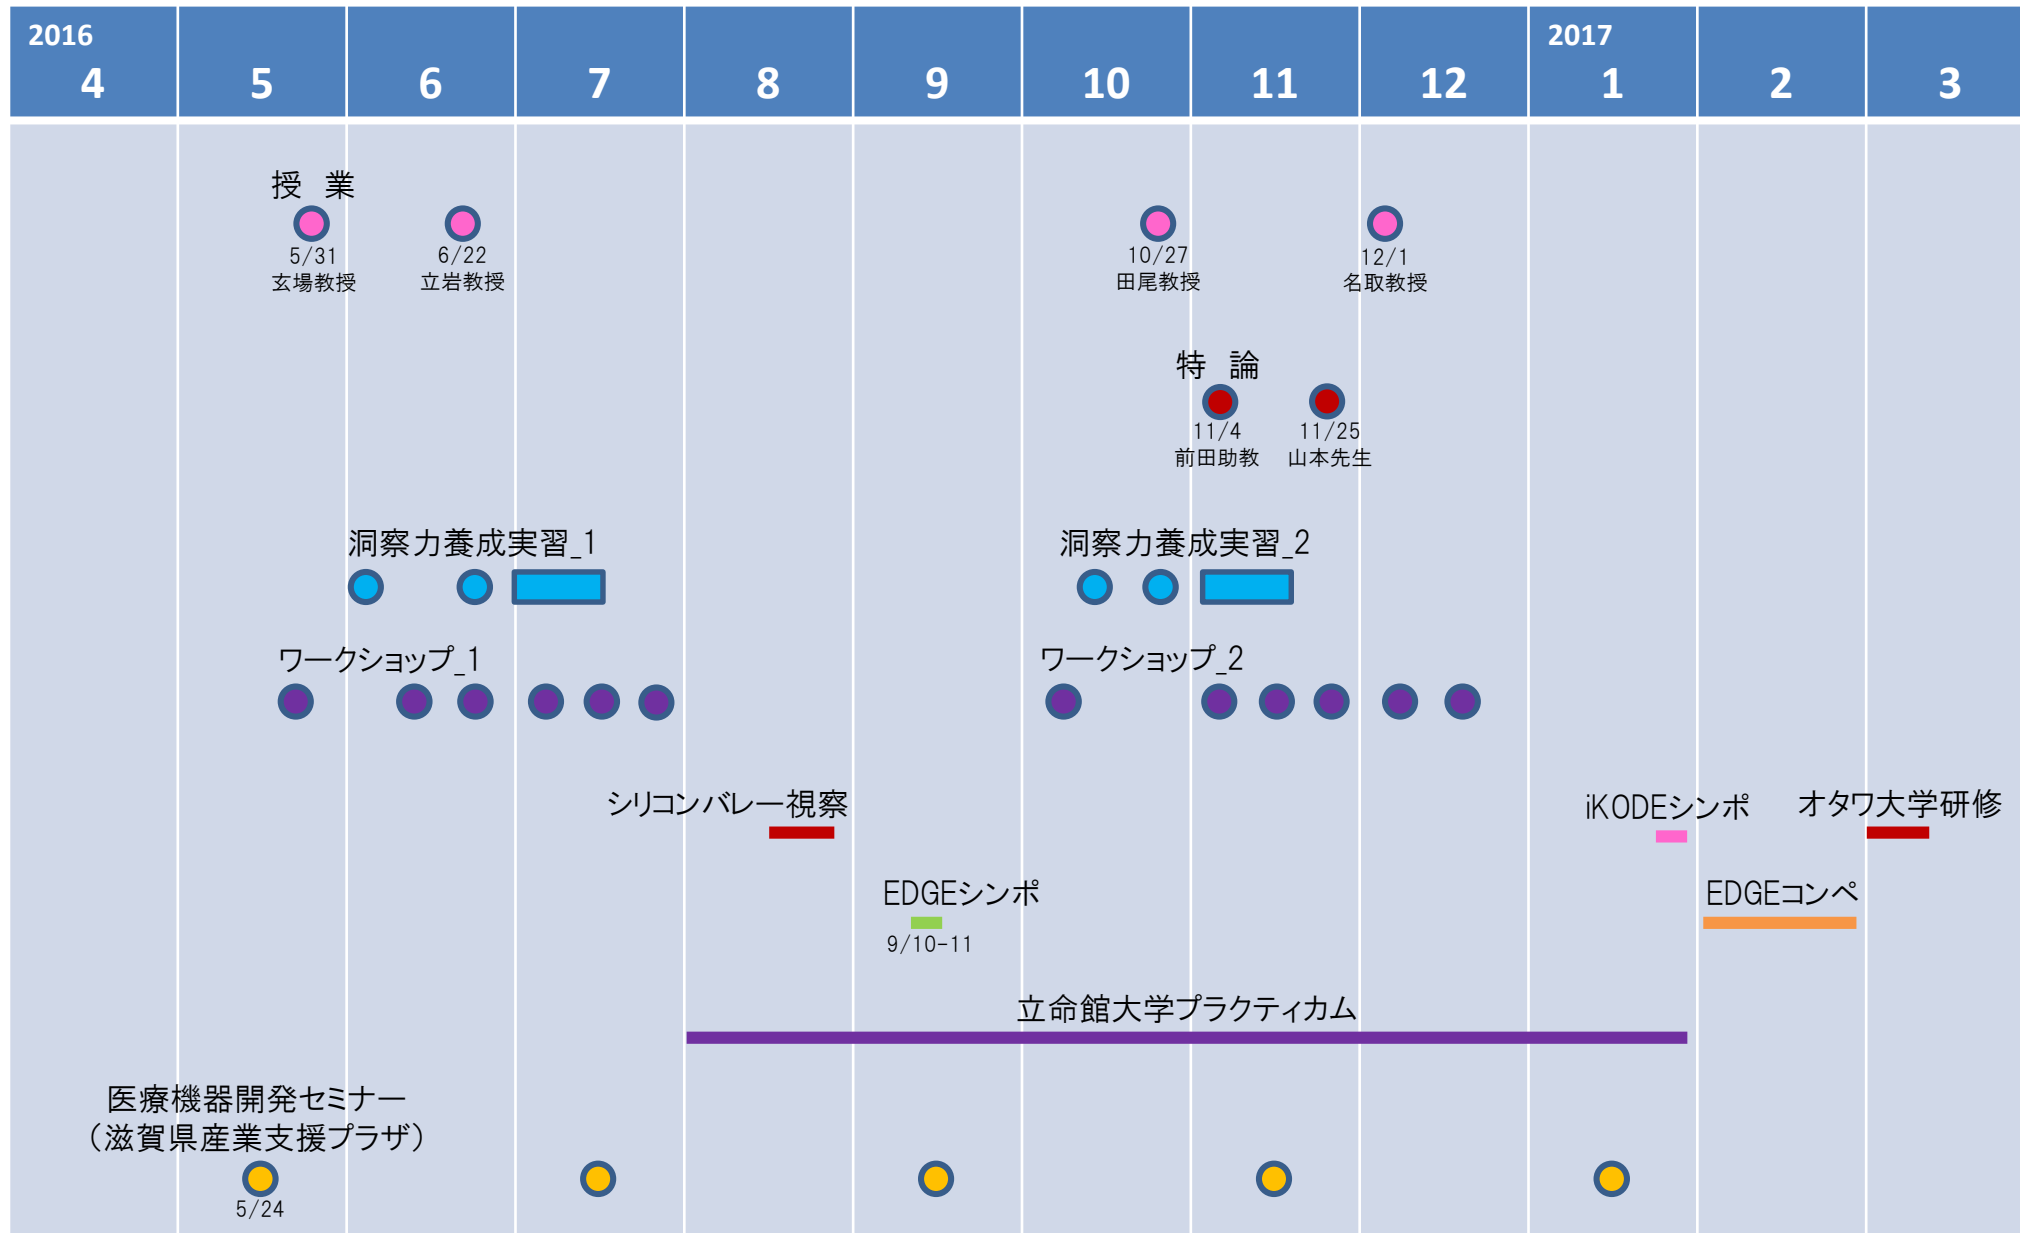 2016
2017
4 5 6 7 8 9 10 11 12 1 2 3
授 業
5/31 6/22 10/27 12/1
玄場教授 立岩教授 田尾教授 名取教授
特 論
11/4 11/25
前田助教 山本先生
洞察力養成実習_1 洞察力養成実習_2
ワークショップ_1 ワークショップ_2
シリコンバレー視察 iKODEシンポ オタワ大学研修
EDGEシンポ EDGEコンペ
9/10-11
立命館大学プラクティカム
医療機器開発セミナー
（滋賀県産業支援プラザ）
5/24